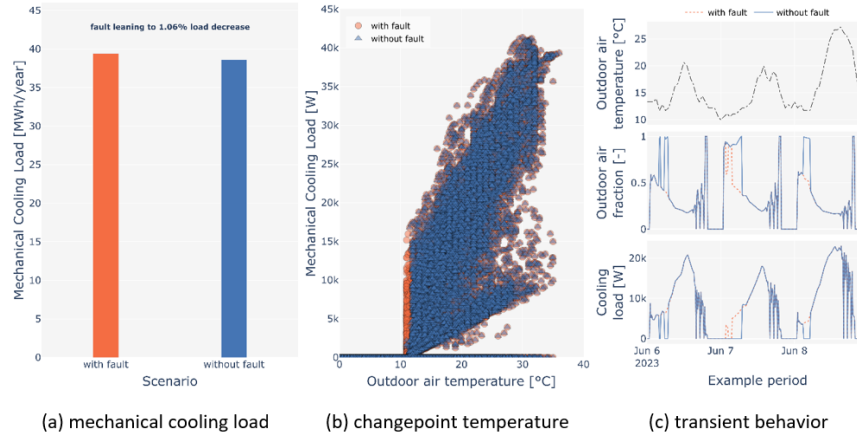 fault leaning to 1.06% load decrease
Mechanical Cooling Load [MWh/year]
45
40
35
30
25
20
15
10
5
0
with fault
without fault
Scenario
(a) mechanical cooling load
with fault
without fault
Mechanical Cooling Load [W]
45k
40k
35k
30k
25k
20k
15k
10k
5k
0
0
10
20
30
40
Outdoor air temperature [°C]
(b) changepoint temperature
with fault
without fault
Outdoor air
temperature [°C]
25
20
15
10
Outdoor air
fraction [-]
1
0.5
0
Cooling
load [W]
20k
10k
0
Jun 6
2023
Jun 7
Jun 8
Example period
(c) transient behavior